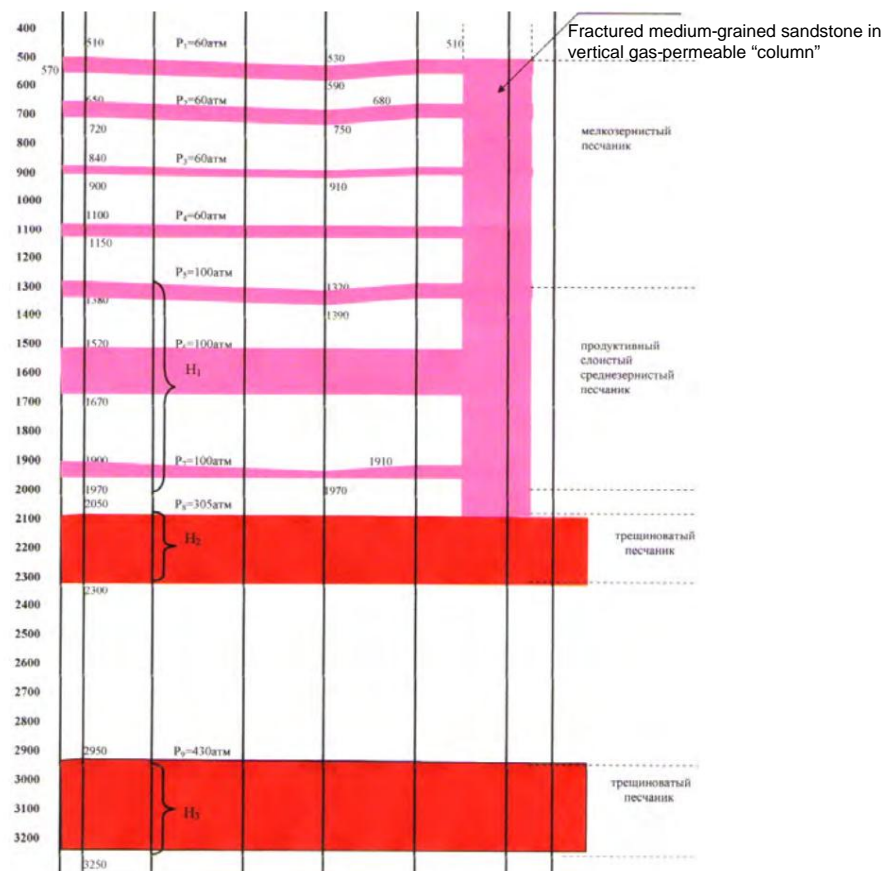 400
510
P₁=60атм
510
Fractured medium-grained sandstone in
vertical gas-permeable “column”
500
530
570
600
590
650
P₂=60атм
680
700
720
750
мелкозернистый
песчаник
800
840
P₃=60атм
900
900
910
1000
1100
P₄=60атм
1100
1150
1200
P₅=100атм
1300
1320
1380
1400
1390
1500
1520
P₆=100атм
продуктивный
слоистый
среднезернистый
песчаник
1600
H₁
1700
1670
1800
1900
1900
P₇=100атм
1910
2000
1970
1970
2050
P₈=305атм
2100
2200
H₂
трещиноватый
песчаник
2300
2300
2400
2500
2600
2700
2800
2900
2950
P₉=430атм
3000
трещиноватый
песчаник
3100
H₃
3200
3250